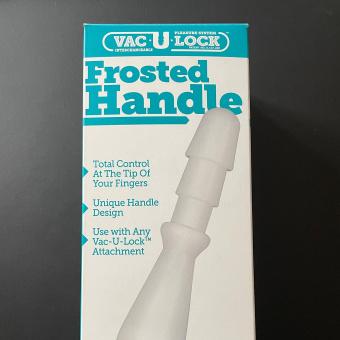 VAC-U-LOCK™
INTERCHANGEABLE
PLEASURE SYSTEM
Frosted
Handle
Total Control
At The Tip Of
Your Fingers
Unique Handle
Design
Use with Any
Vac-U-Lock™
Attachment